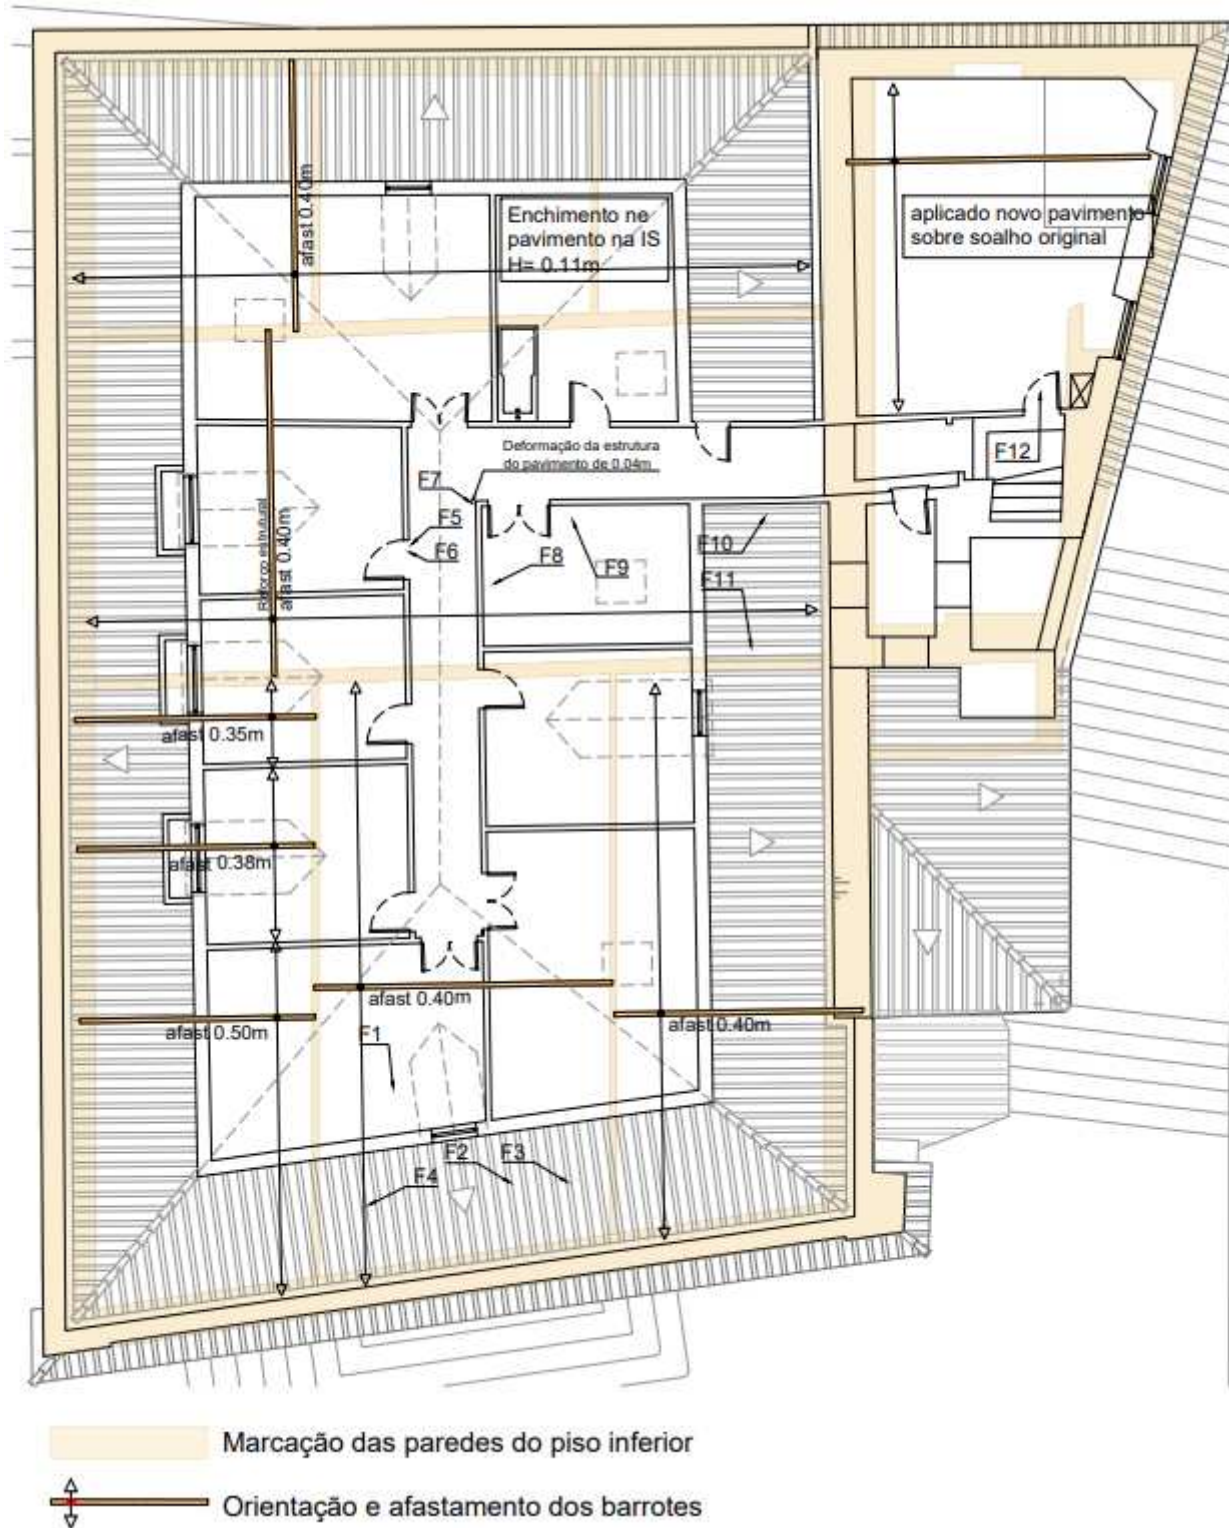 afast 0.40m
Enchimento ne
pavimento na IS
H= 0.11m
aplicado novo pavimento
sobre soalho original
Deformação da estrutura
do pavimento de 0.04m
F12
F7
F5
F6
F8
F9
F10
F11
Reforço estrutural
afast 0.40m
afast 0.35m
afast 0.38m
afast 0.40m
afast 0.50m
afast 0.40m
F1
F2
F3
F4
Marcação das paredes do piso inferior
Orientação e afastamento dos barrotes